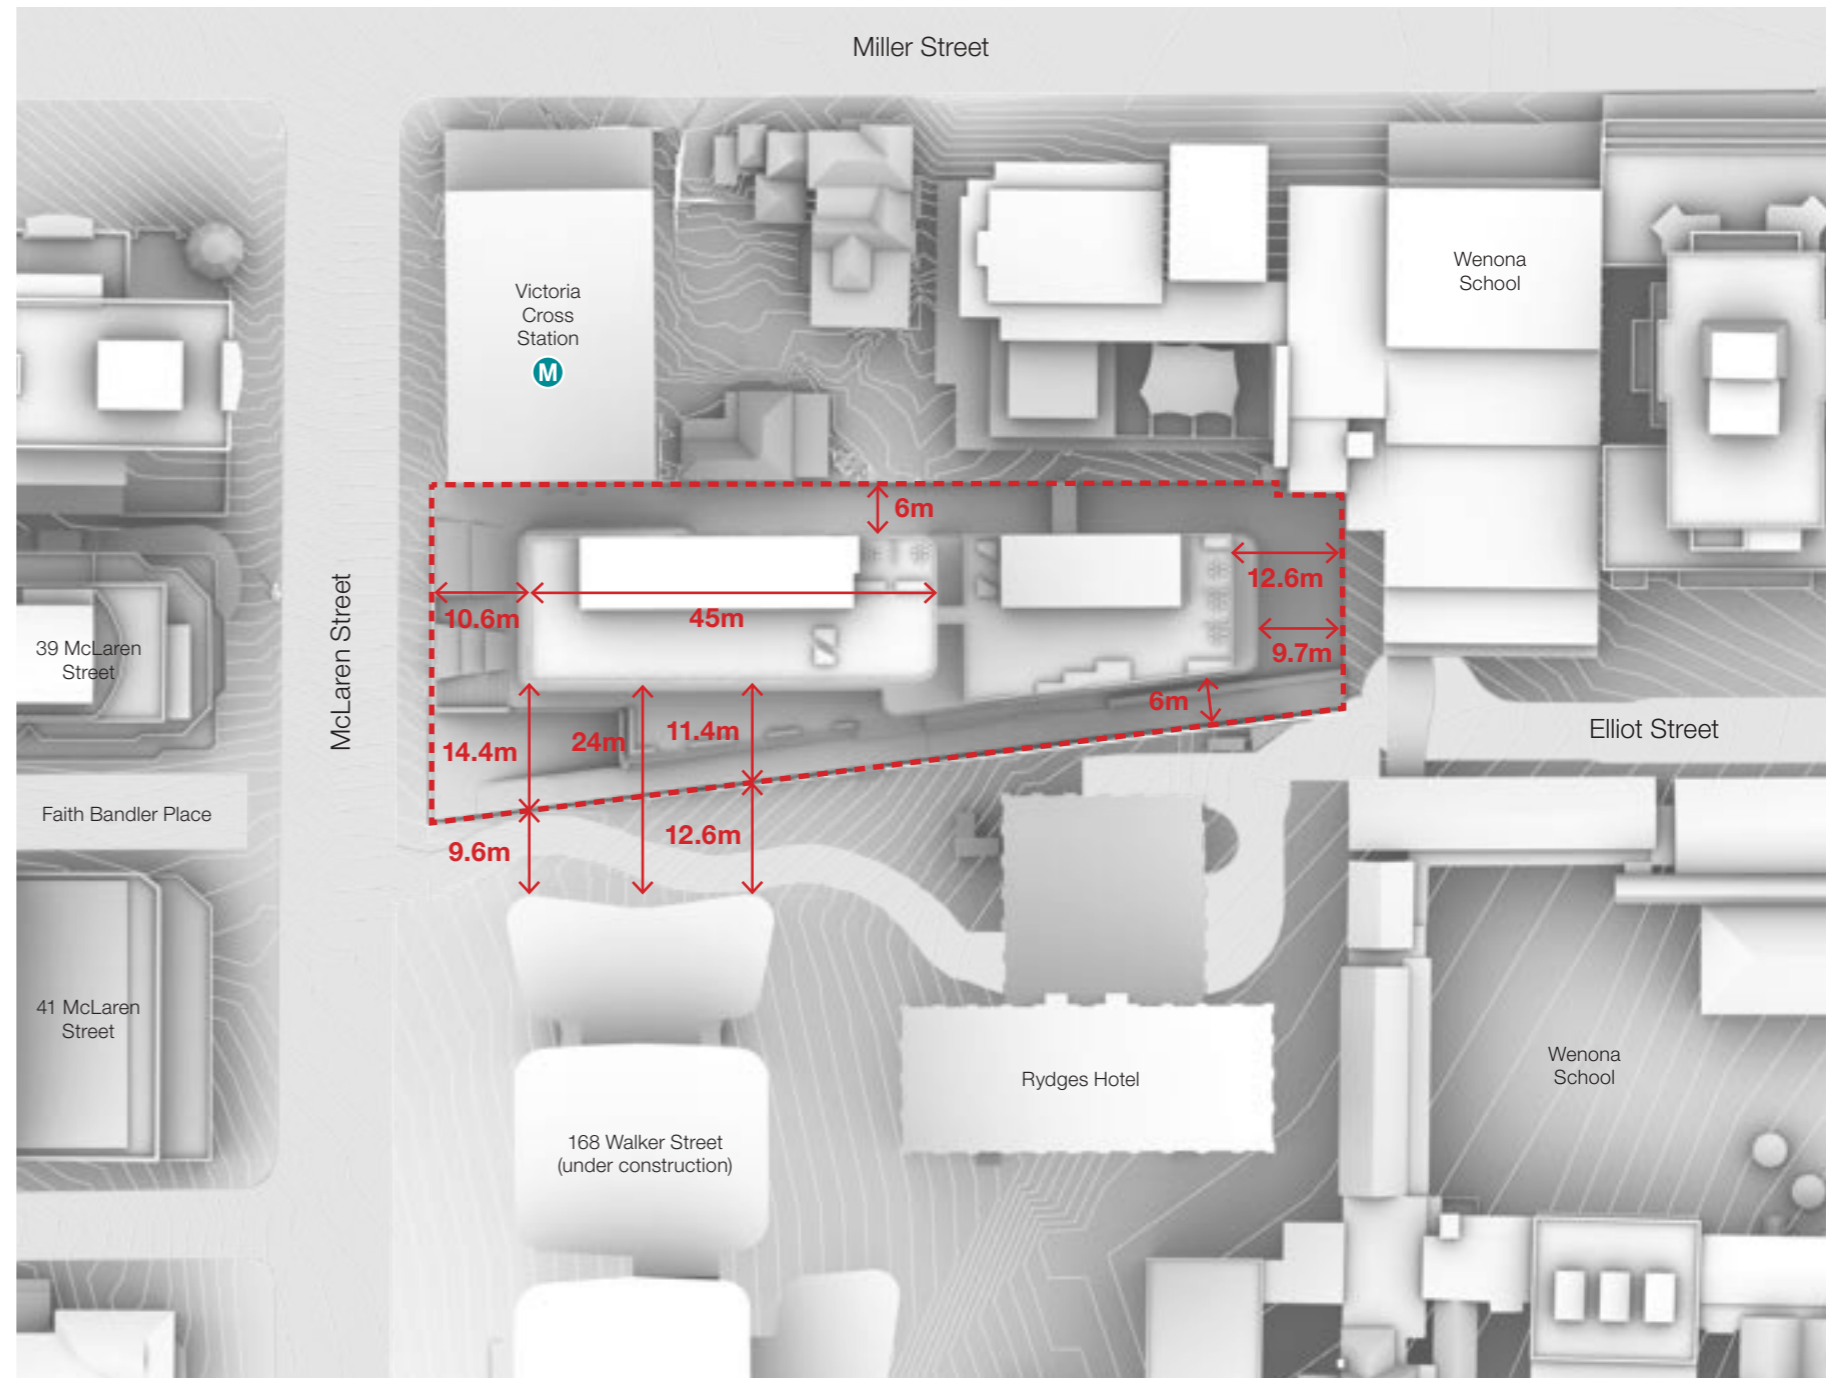 Miller Street
Wenona
School
Victoria
Cross
Station
M
6m
12.6m
10.6m
45m
McLaren Street
39 McLaren
Street
9.7m
6m
Elliot Street
14.4m
24m
11.4m
Faith Bandler Place
9.6m
12.6m
41 McLaren
Street
Rydges Hotel
Wenona
School
168 Walker Street
(under construction)